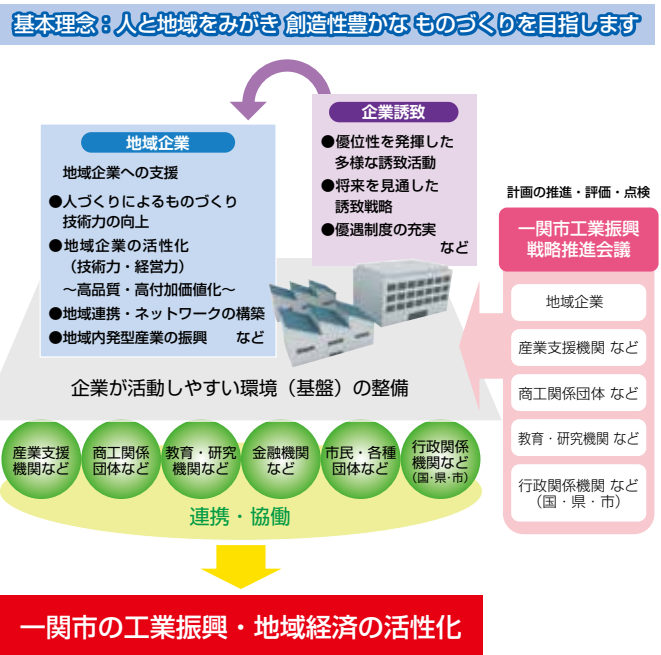 基本理念：人と地域をみがき 創造性豊かな ものづくりを目指します
企業誘致
●優位性を発揮した
多様な誘致活動
●将来を見通した
誘致戦略
●優遇制度の充実
など
地域企業
地域企業への支援
●人づくりによるものづくり
技術力の向上
●地域企業の活性化
（技術力・経営力）
～高品質・高付加価値化～
●地域連携・ネットワークの構築
●地域内発型産業の振興 など
企業が活動しやすい環境（基盤）の整備
計画の推進・評価・点検
一関市工業振興
戦略推進会議
地域企業
産業支援機関 など
商工関係団体 など
教育・研究機関 など
行政関係機関 など
（国・県・市）
産業支援
機関など
商工関係
団体など
教育・研究
機関など
金融機関
など
市民・各種
団体など
行政関係
機関など
（国・県・市）
連携・協働
一関市の工業振興・地域経済の活性化